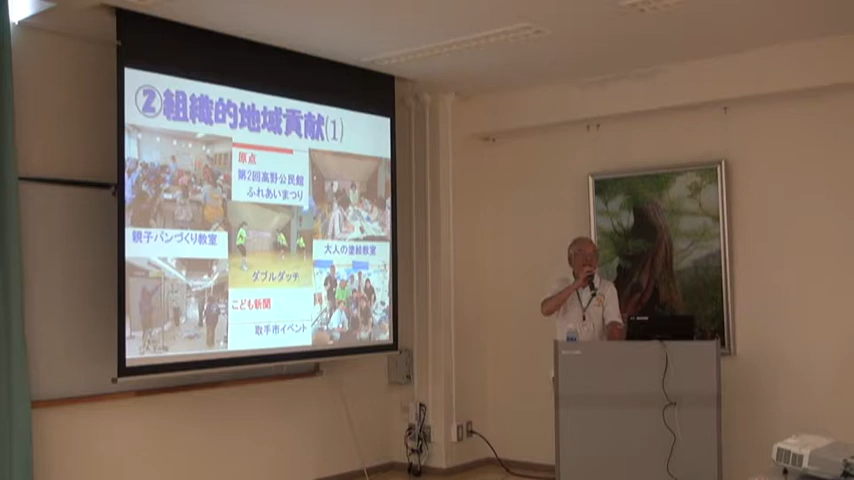 ②組織的地域貢献⑴
原点
第2回高野公民館
ふれあいまつり
親子パンづくり教室
大人の塗絵教室
ダブルダッチ
こども新聞
取手市イベント